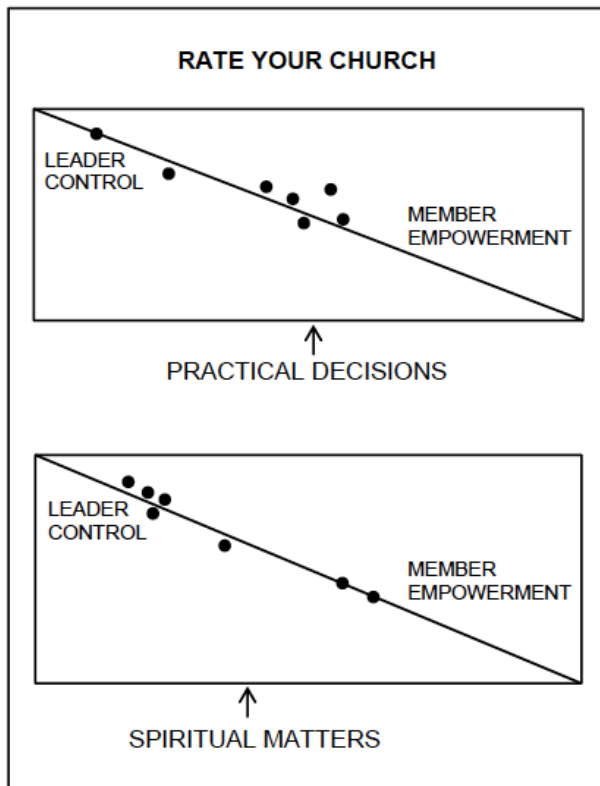 RATE YOUR CHURCH
LEADER
CONTROL
MEMBER
EMPOWERMENT
PRACTICAL DECISIONS
LEADER
CONTROL
MEMBER
EMPOWERMENT
SPIRITUAL MATTERS